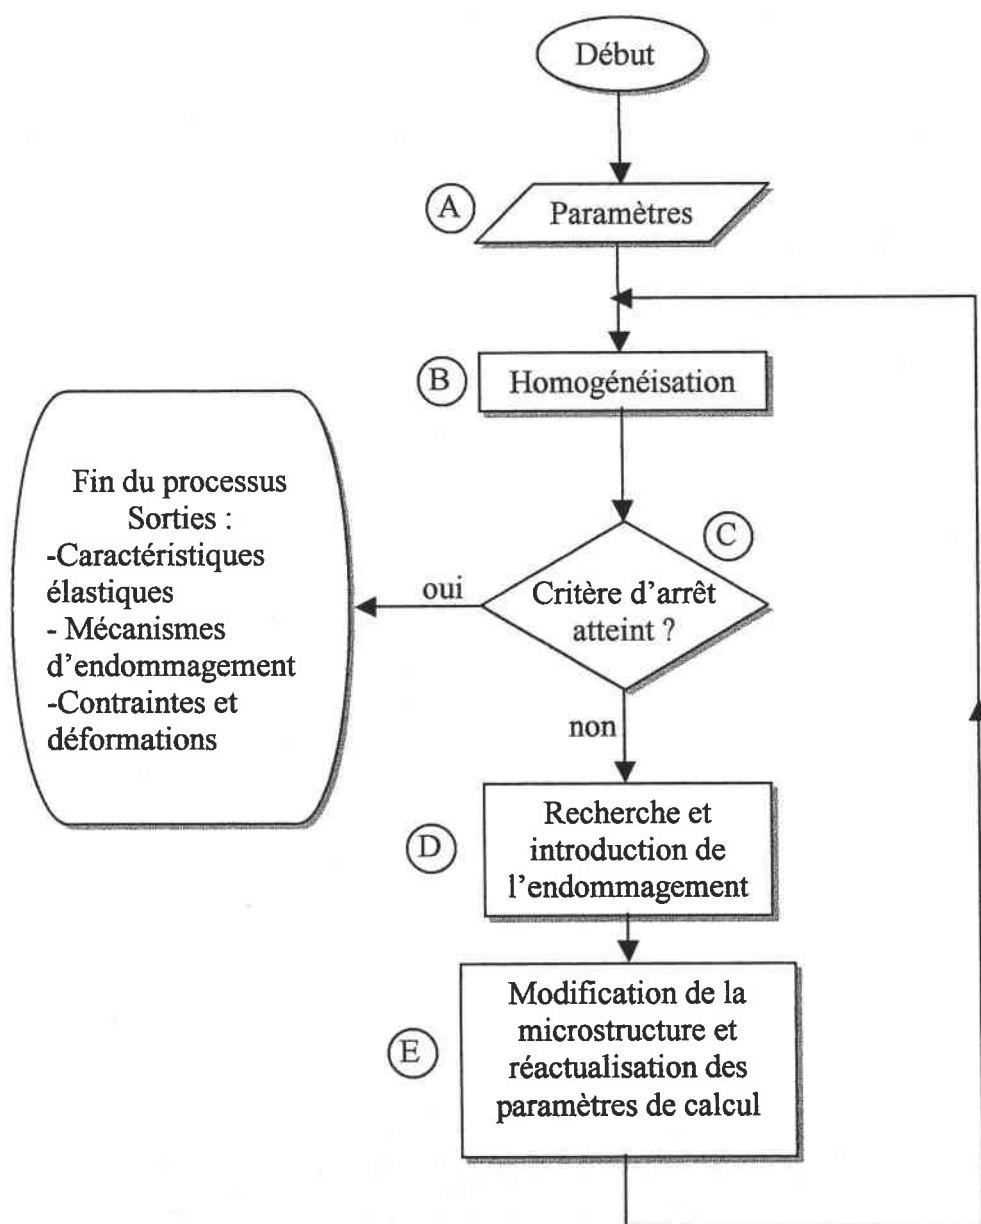 Début
A
Paramètres
B
Homogénéisation
C
Critère d'arrêt
atteint ?
oui
Fin du processus
Sorties :
-Caractéristiques
élastiques
- Mécanismes
d'endommagement
-Contraintes et
déformations
non
D
Recherche et
introduction de
l'endommagement
E
Modification de la
microstructure et
réactualisation des
paramètres de calcul